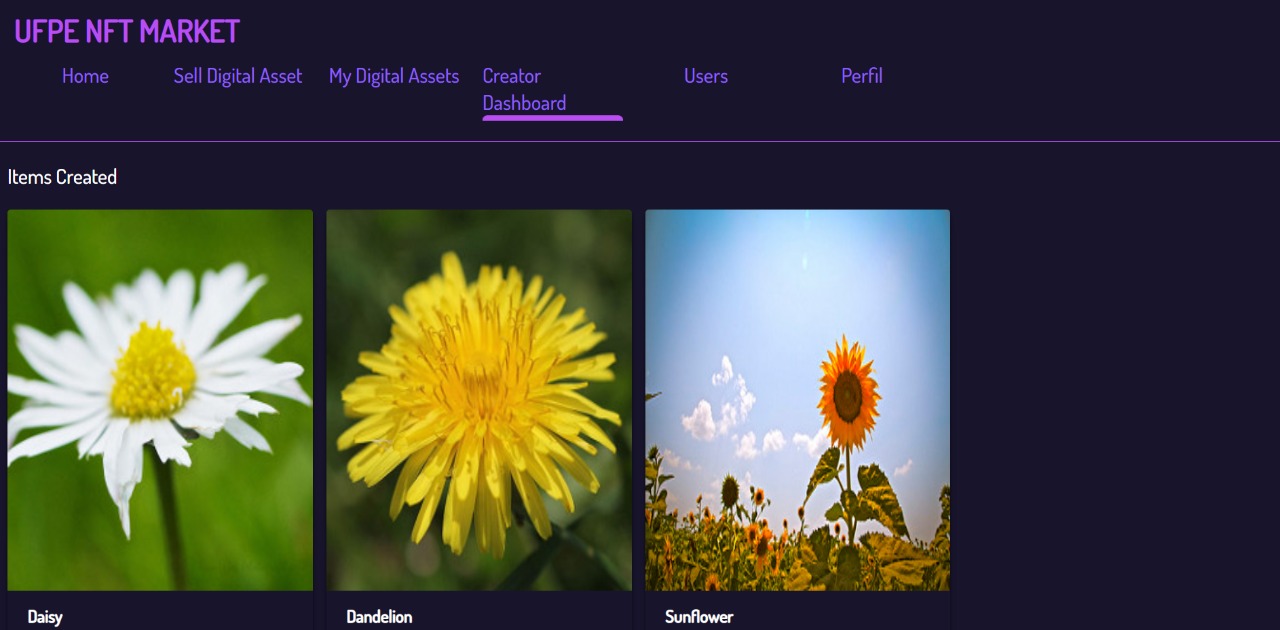 UFPE NFT MARKET
Home Sell Digital Asset My Digital Assets Creator Dashboard Users Perfil
Items Created
Daisy Dandelion Sunflower